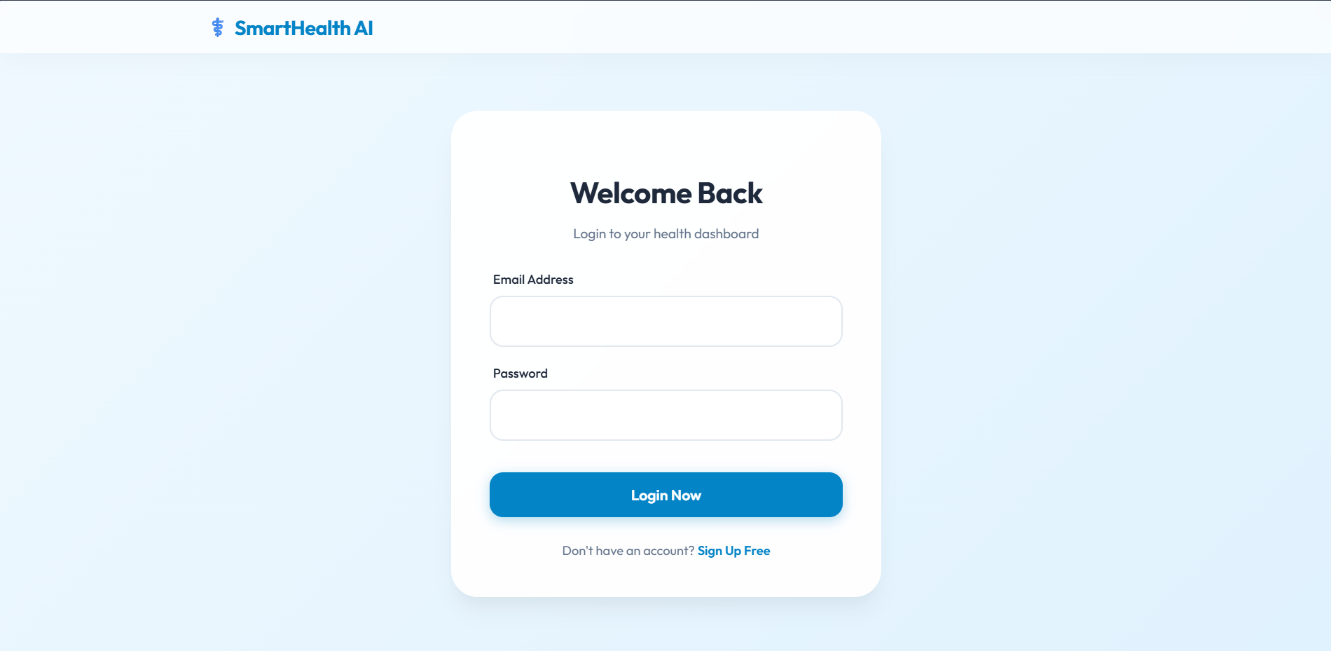 SmartHealth AI
Welcome Back
Login to your health dashboard
Email Address
Password
Login Now
Don't have an account? Sign Up Free